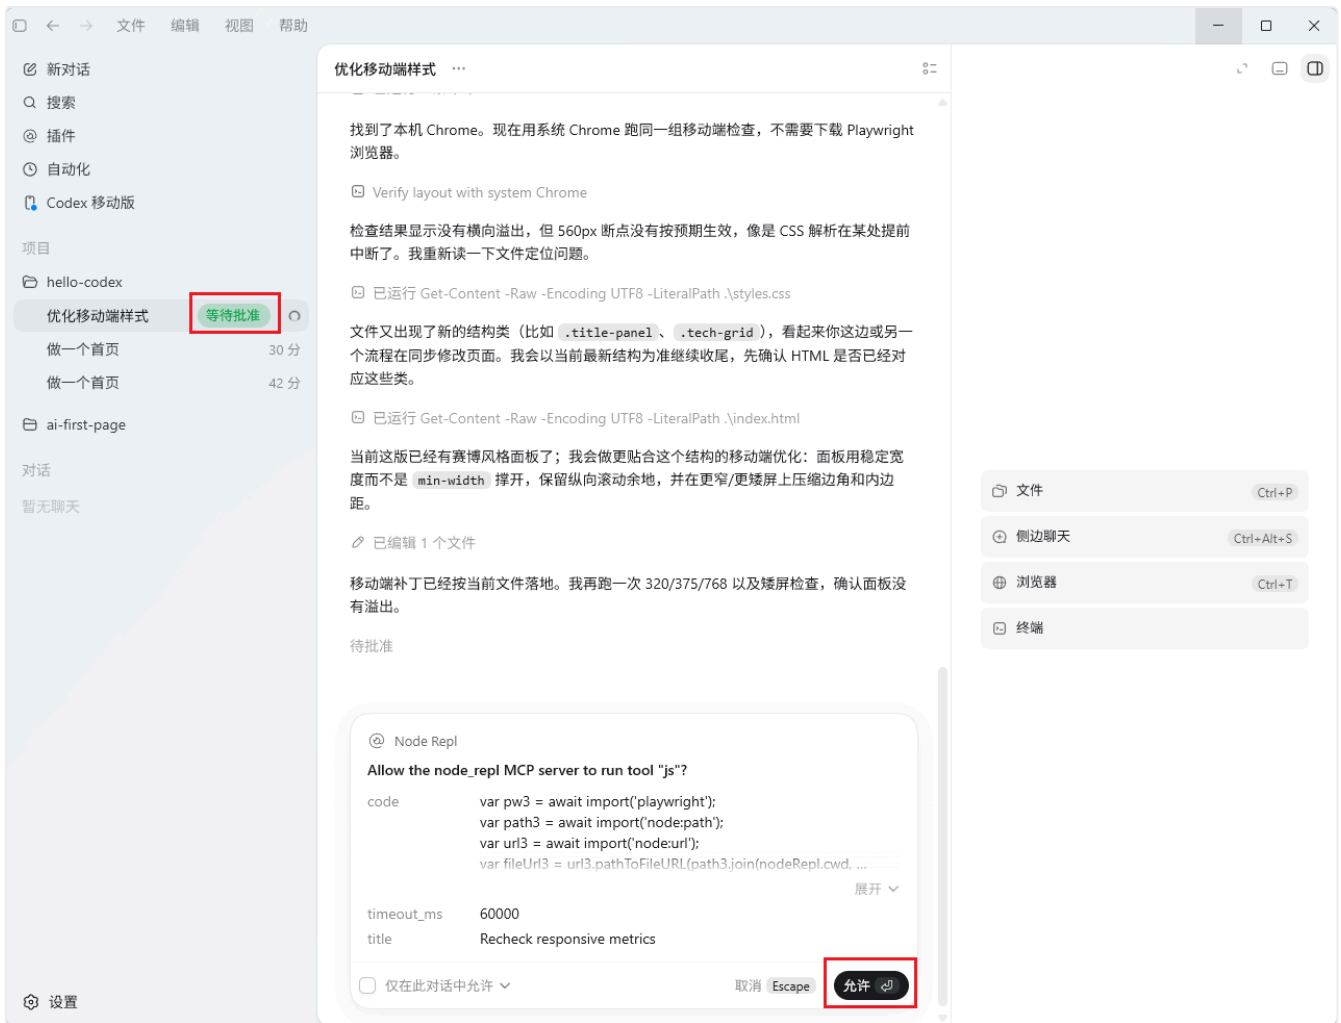 文件 编辑 视图 帮助
新对话
搜索
插件
自动化
Codex 移动版
项目
hello-codex
优化移动端样式 等待批准
做一个首页 30 分
做一个首页 42 分
ai-first-page
对话
暂无聊天
设置
优化移动端样式 ...
找到了本机 Chrome。现在用系统 Chrome 跑同一组移动端检查，不需要下载 Playwright
浏览器。
Verify layout with system Chrome
检查结果显示没有横向溢出，但 560px 断点没有按预期生效，像是 CSS 解析在某处提前
中断了。我重新读一下文件定位问题。
已运行 Get-Content -Raw -Encoding UTF8 -LiteralPath .\styles.css
文件又出现了新的结构类（比如 .title-panel、 .tech-grid），看起来你这边或另一
个流程在同步修改页面。我会以当前最新结构为准继续收尾，先确认 HTML 是否已经对
应这些类。
已运行 Get-Content -Raw -Encoding UTF8 -LiteralPath .\index.html
当前这版已经有赛博风格面板了；我会做更贴合这个结构的移动端优化：面板用稳定宽
度而不是 min-width 撑开，保留纵向滚动余地，并在更窄/更矮屏上压缩边角和内边
距。
已编辑 1 个文件
移动端补丁已经按当前文件落地。我再跑一次 320/375/768 以及矮屏检查，确认面板没
有溢出。
待批准
Node Repl
Allow the node_repl MCP server to run tool "js"?
code var pw3 = await import('playwright');
var path3 = await import('node:path');
var url3 = await import('node:url');
var fileUrl3 = url3.pathToFileURL(path3.join(nodeRepl.cwd, ...
展开
timeout_ms 60000
title Recheck responsive metrics
仅在此对话中允许 取消 Escape 允许
文件 Ctrl+P
侧边聊天 Ctrl+Alt+S
浏览器 Ctrl+T
终端